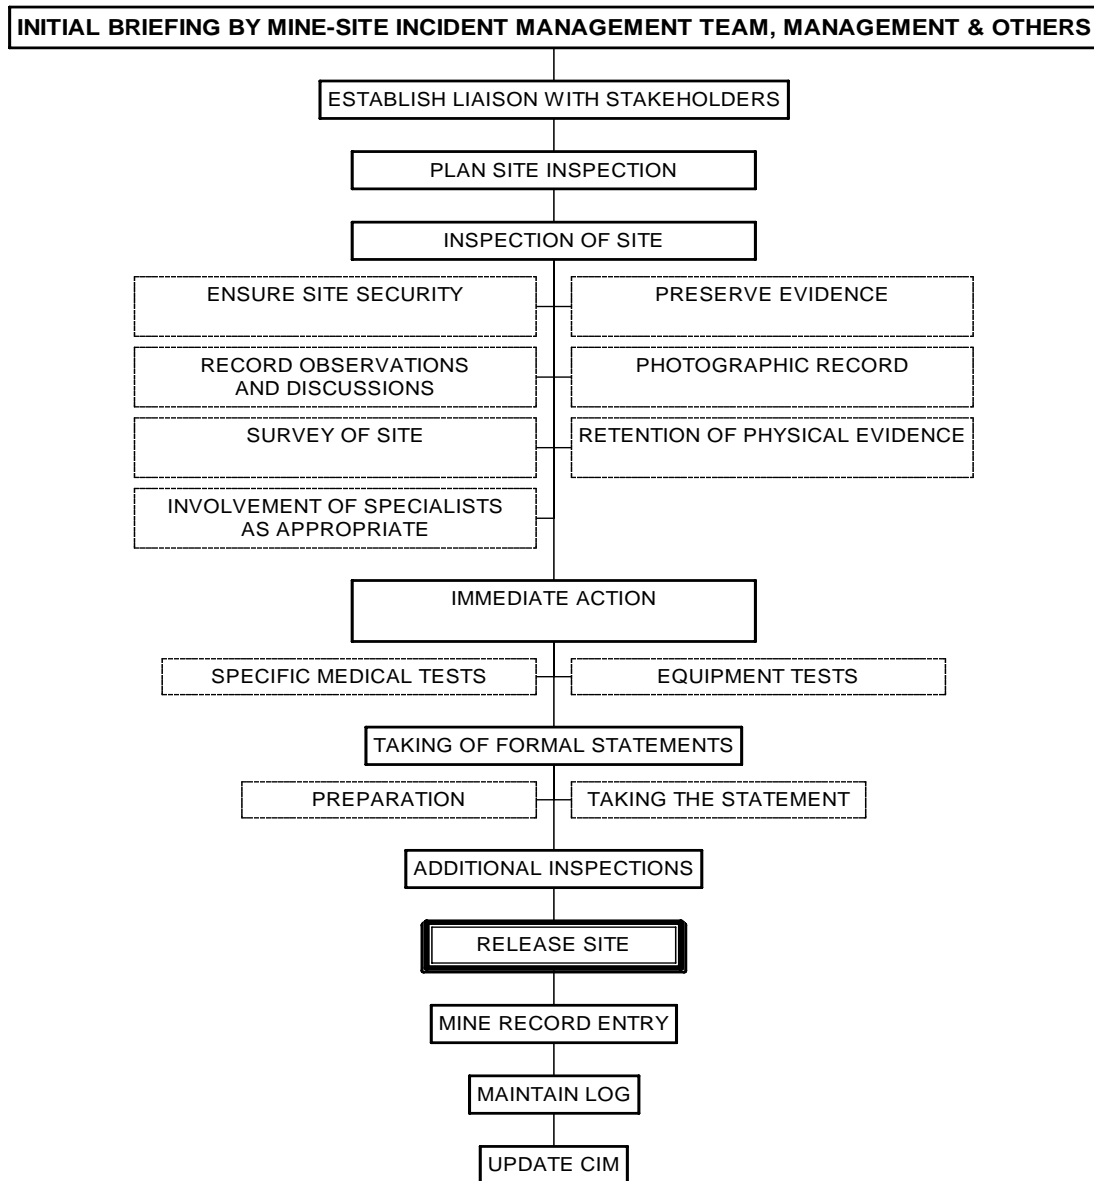 INITIAL BRIEFING BY MINE-SITE INCIDENT MANAGEMENT TEAM, MANAGEMENT & OTHERS
ESTABLISH LIAISON WITH STAKEHOLDERS
PLAN SITE INSPECTION
INSPECTION OF SITE
ENSURE SITE SECURITY
PRESERVE EVIDENCE
RECORD OBSERVATIONS
AND DISCUSSIONS
PHOTOGRAPHIC RECORD
SURVEY OF SITE
RETENTION OF PHYSICAL EVIDENCE
INVOLVEMENT OF SPECIALISTS
AS APPROPRIATE
IMMEDIATE ACTION
SPECIFIC MEDICAL TESTS
EQUIPMENT TESTS
TAKING OF FORMAL STATEMENTS
PREPARATION
TAKING THE STATEMENT
ADDITIONAL INSPECTIONS
RELEASE SITE
MINE RECORD ENTRY
MAINTAIN LOG
UPDATE CIM